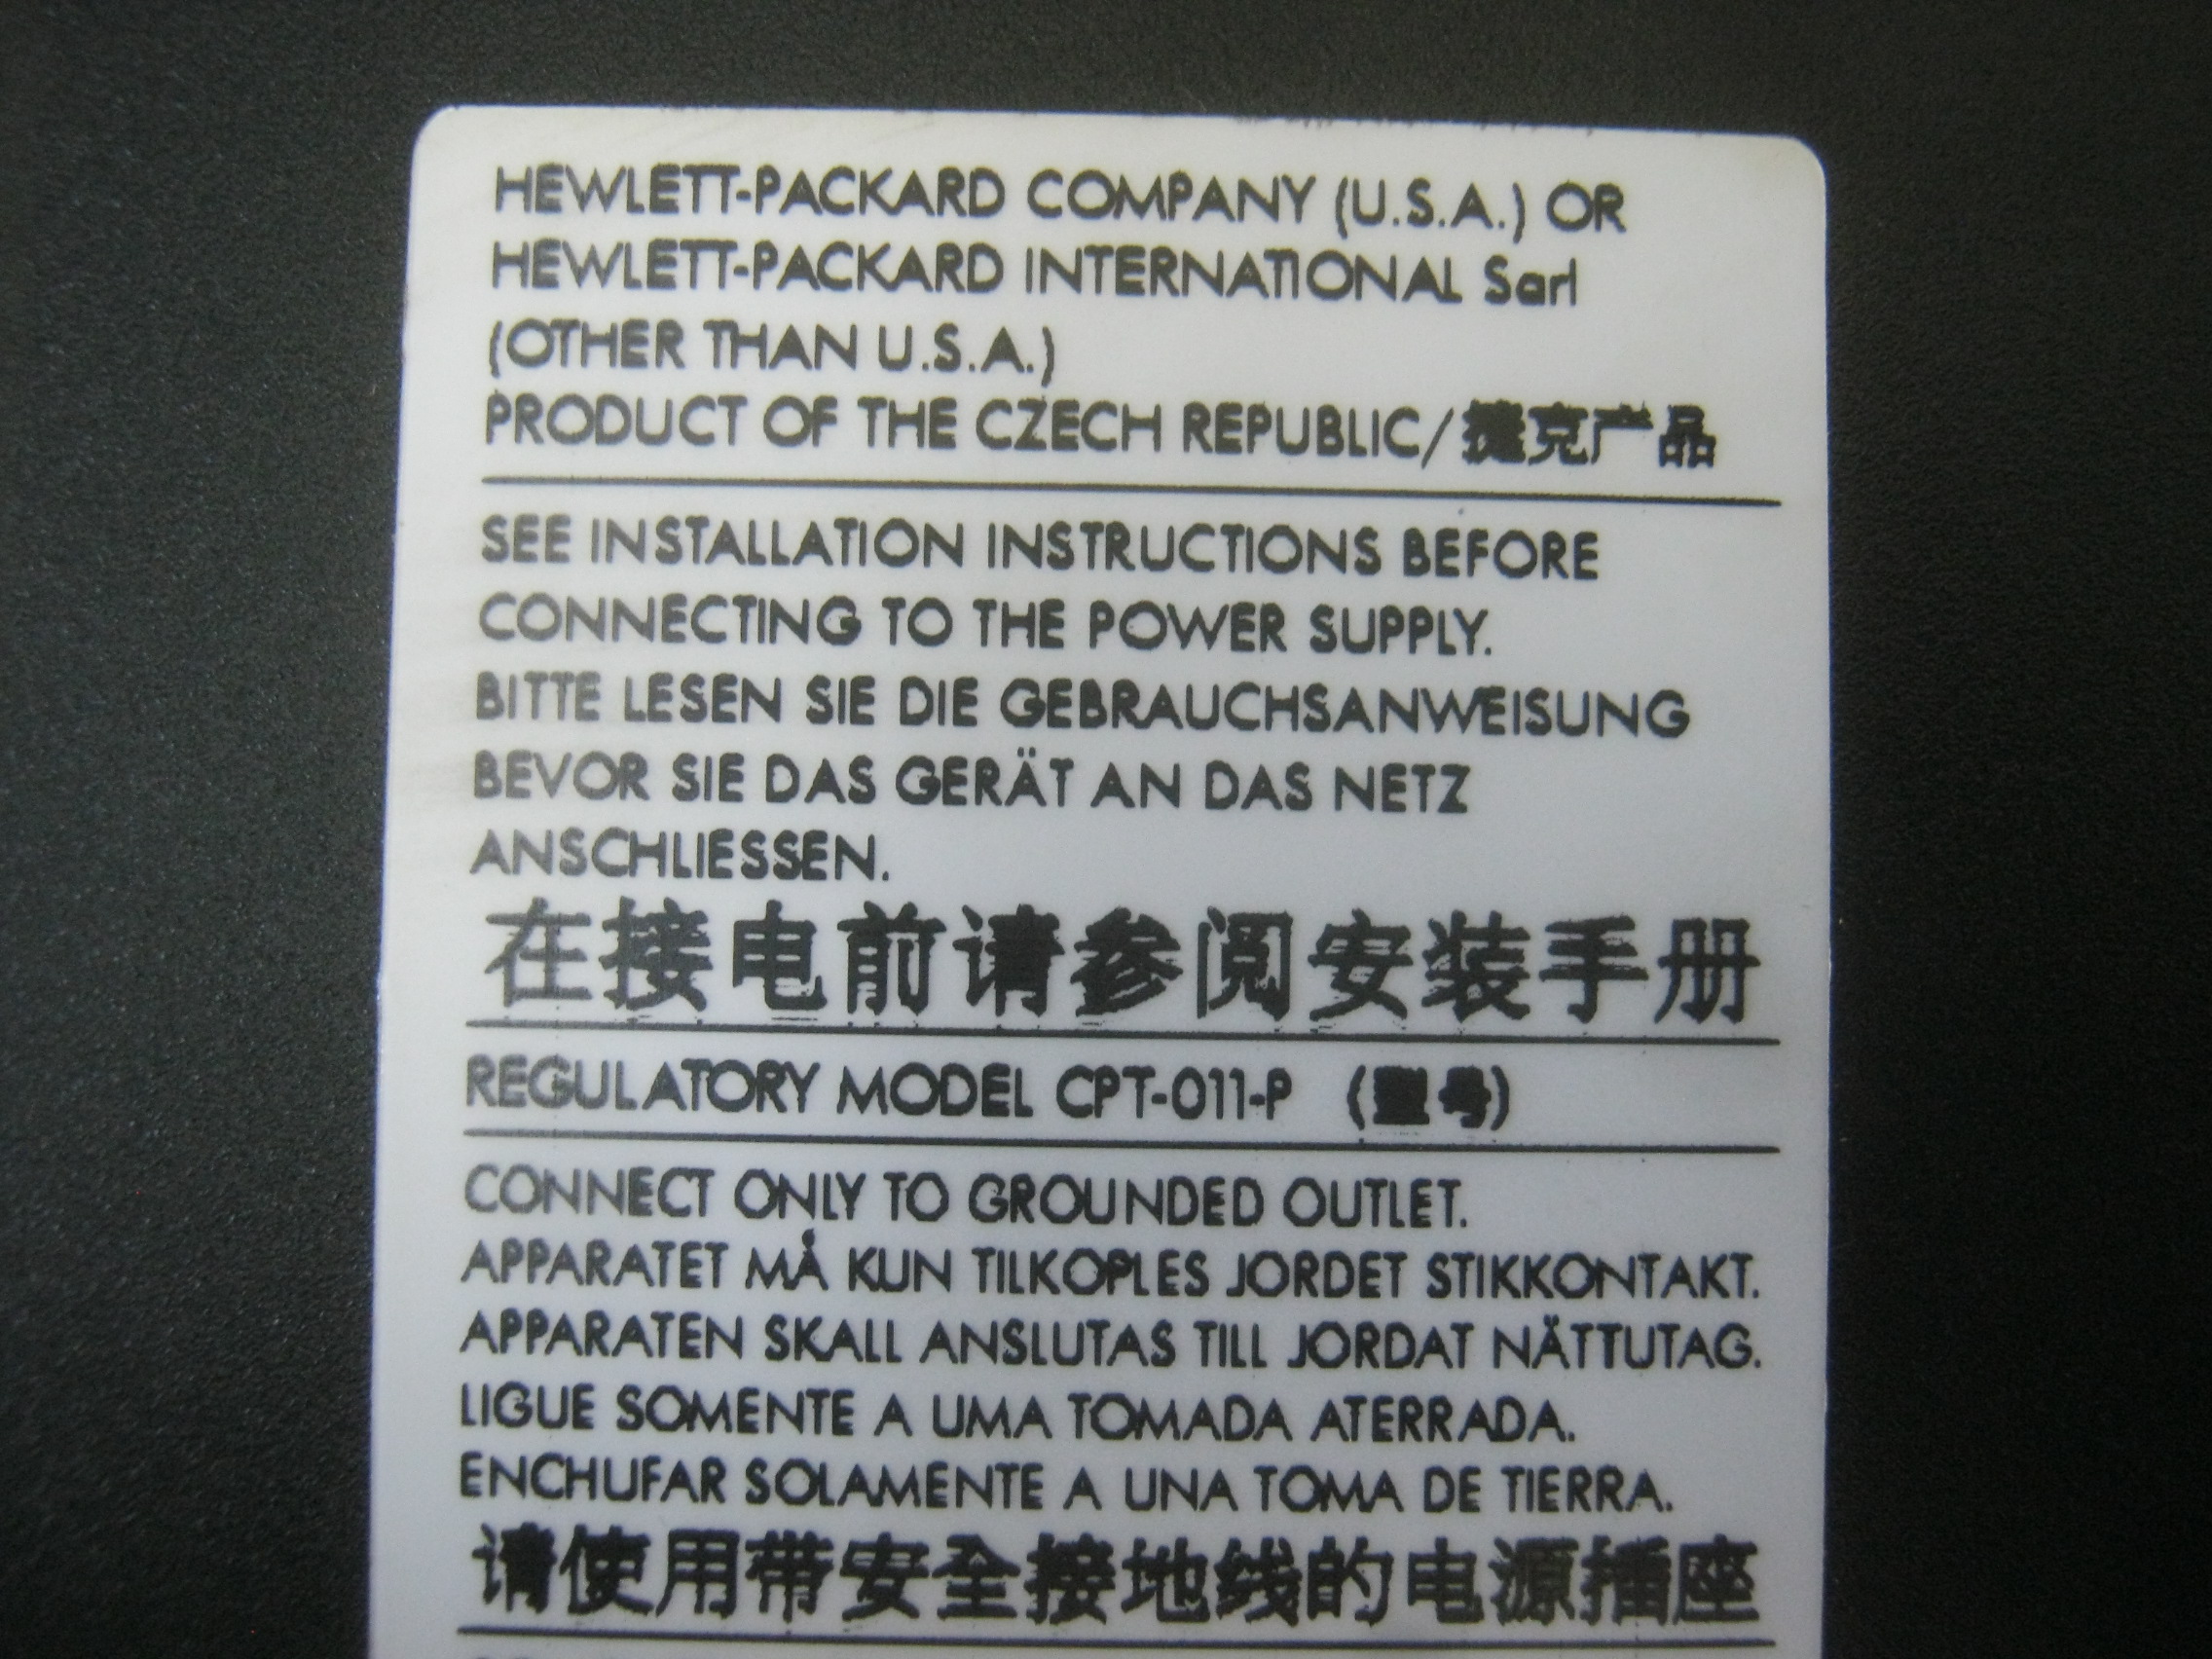 HEWLETT-PACKARD COMPANY (U.S.A.) OR
HEWLETT-PACKARD INTERNATIONAL Sarl
(OTHER THAN U.S.A.)
PRODUCT OF THE CZECH REPUBLIC/捷克产品
SEE INSTALLATION INSTRUCTIONS BEFORE
CONNECTING TO THE POWER SUPPLY.
BITTE LESEN SIE DIE GEBRAUCHSANWEISUNG
BEVOR SIE DAS GERÄT AN DAS NETZ
ANSCHLIESSEN.
在接电前请参阅安装手册
REGULATORY MODEL CPT-011-P (型号)
CONNECT ONLY TO GROUNDED OUTLET.
APPARATET MÅ KUN TILKOPLES JORDET STIKKONTAKT.
APPARATEN SKALL ANSLUTAS TILL JORDAT NÄTTUTAG.
LIGUE SOMENTE A UMA TOMADA ATERRADA.
ENCHUFAR SOLAMENTE A UNA TOMA DE TIERRA.
请使用带安全接地线的电源插座